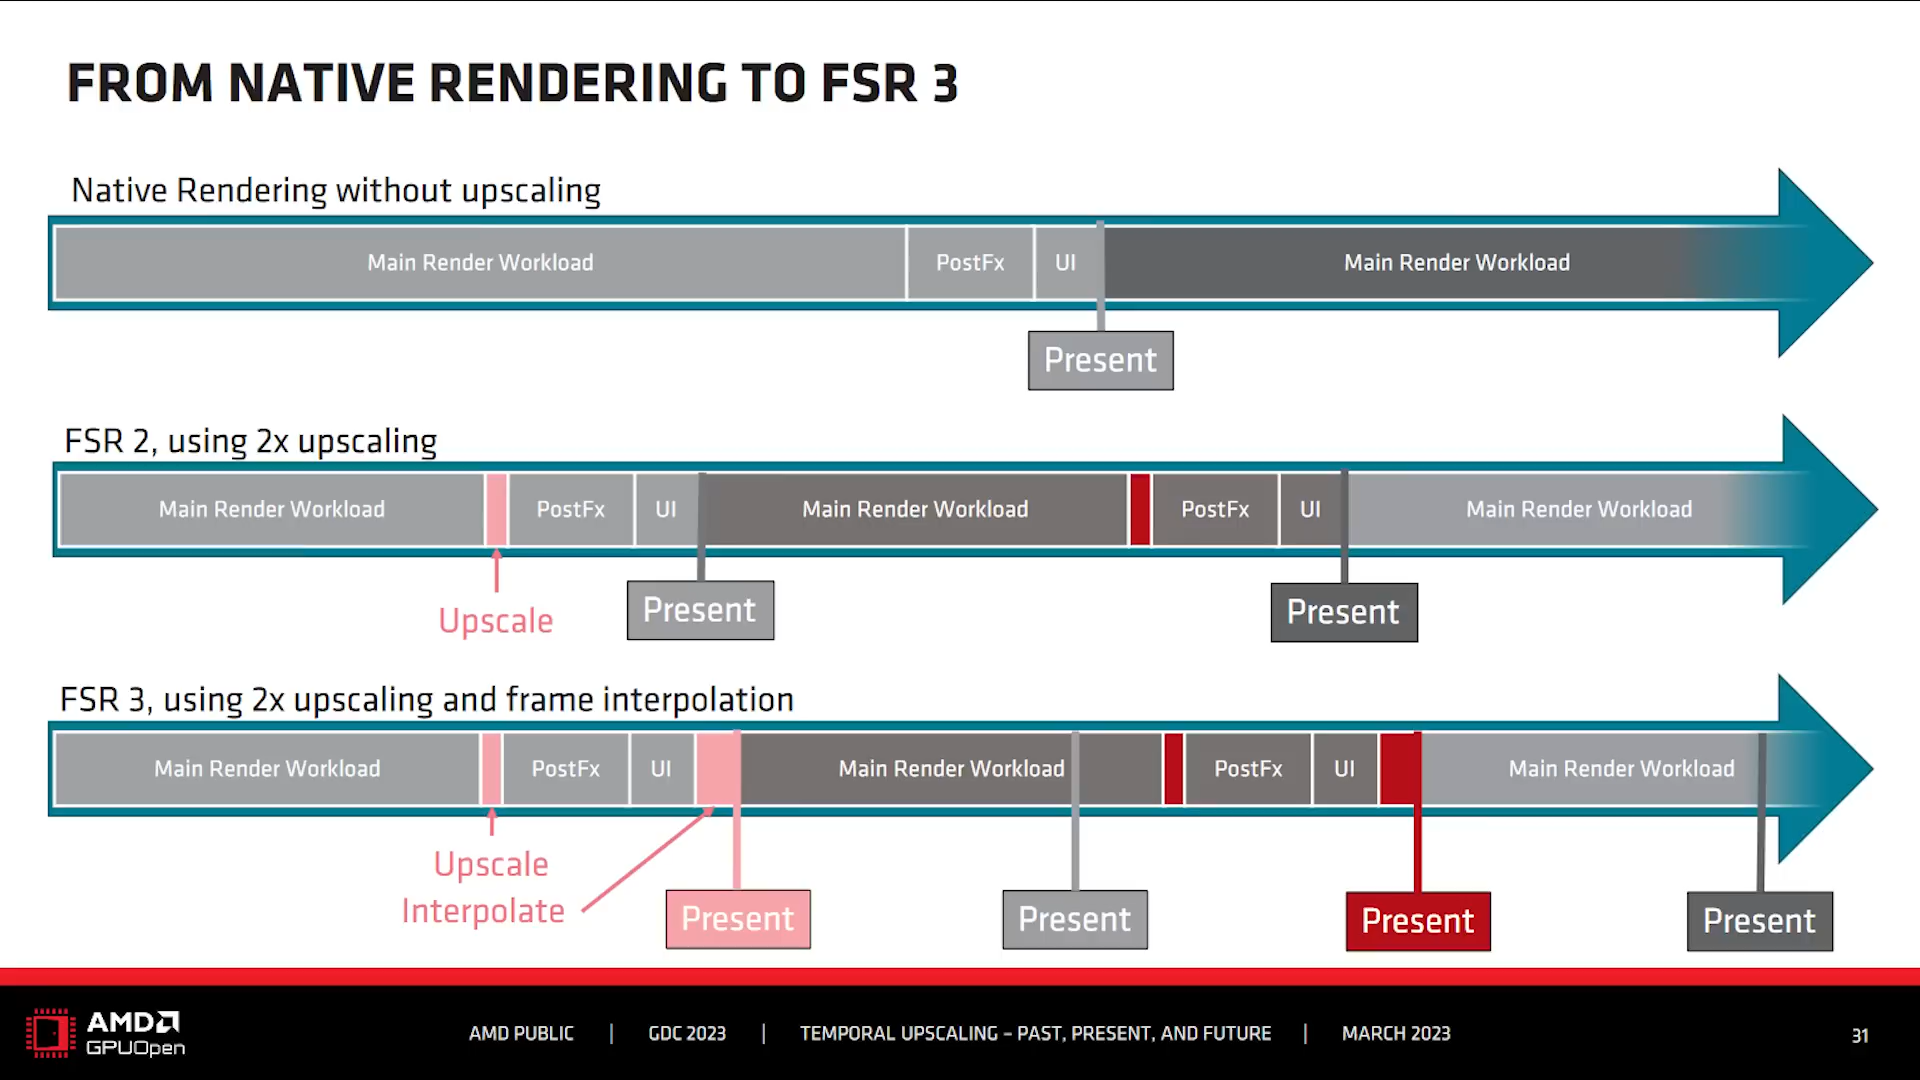 FROM NATIVE RENDERING TO FSR 3
Native Rendering without upscaling
Main Render Workload PostFx UI Main Render Workload
Present
FSR 2, using 2x upscaling
Main Render Workload PostFx UI Main Render Workload PostFx UI Main Render Workload
Upscale Present Present
FSR 3, using 2x upscaling and frame interpolation
Main Render Workload PostFx UI Main Render Workload PostFx UI Main Render Workload
Upscale
Interpolate Present Present Present Present
AMD
GPUOpen
AMD PUBLIC | GDC 2023 | TEMPORAL UPSCALING – PAST, PRESENT, AND FUTURE | MARCH 2023
31